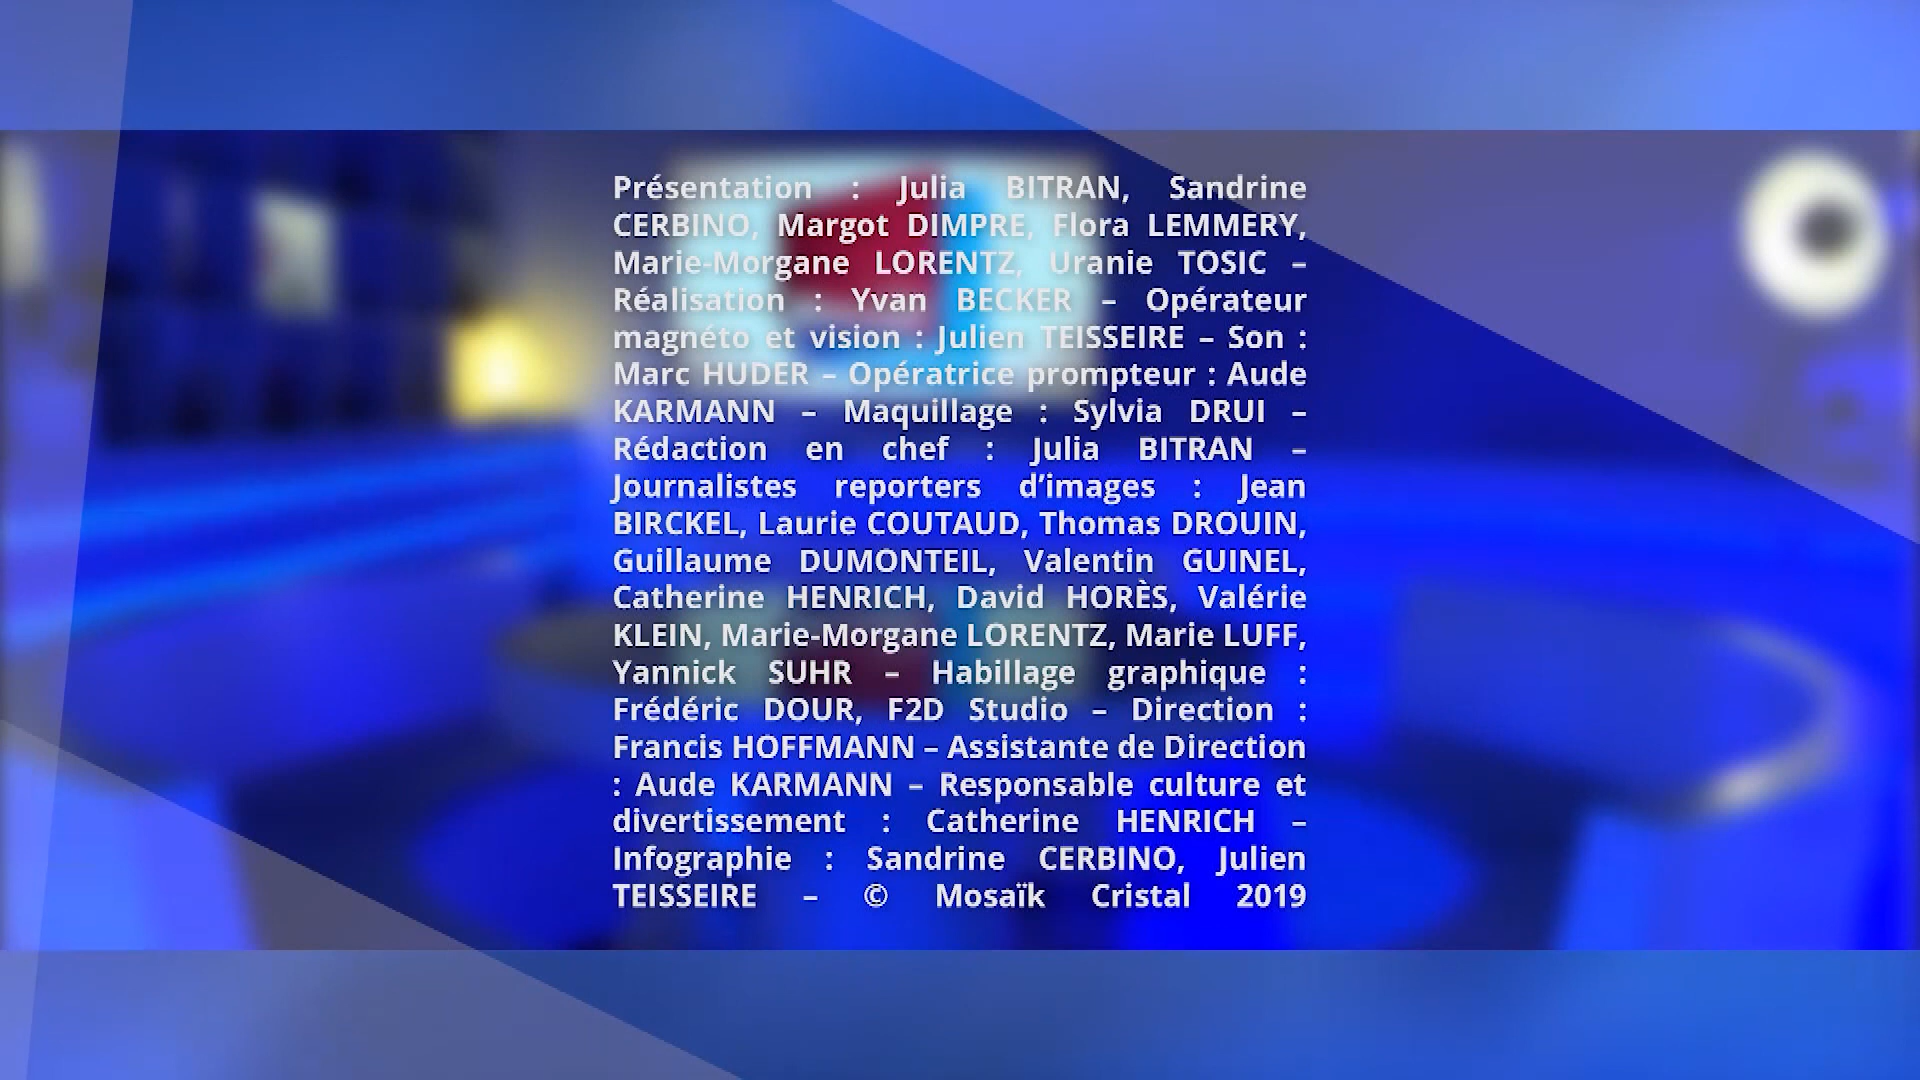 Présentation : Julia BITRAN, Sandrine
CERBINO, Margot DIMPRE, Flora LEMMERY,
Marie-Morgane LORENTZ, Uranie TOSIC –
Réalisation : Yvan BECKER – Opérateur
magnéto et vision : Julien TEISSEIRE – Son :
Marc HUDER – Opératrice prompteur : Aude
KARMANN – Maquillage : Sylvia DRUI –
Rédaction en chef : Julia BITRAN –
Journalistes reporters d’images : Jean
BIRCKEL, Laurie COUTAUD, Thomas DROUIN,
Guillaume DUMONTEIL, Valentin GUINEL,
Catherine HENRICH, David HORÈS, Valérie
KLEIN, Marie-Morgane LORENTZ, Marie LUFF,
Yannick SUHR – Habillage graphique :
Frédéric DOUR, F2D Studio – Direction :
Francis HOFFMANN – Assistante de Direction
: Aude KARMANN – Responsable culture et
divertissement : Catherine HENRICH –
Infographie : Sandrine CERBINO, Julien
TEISSEIRE – © Mosaïk Cristal 2019